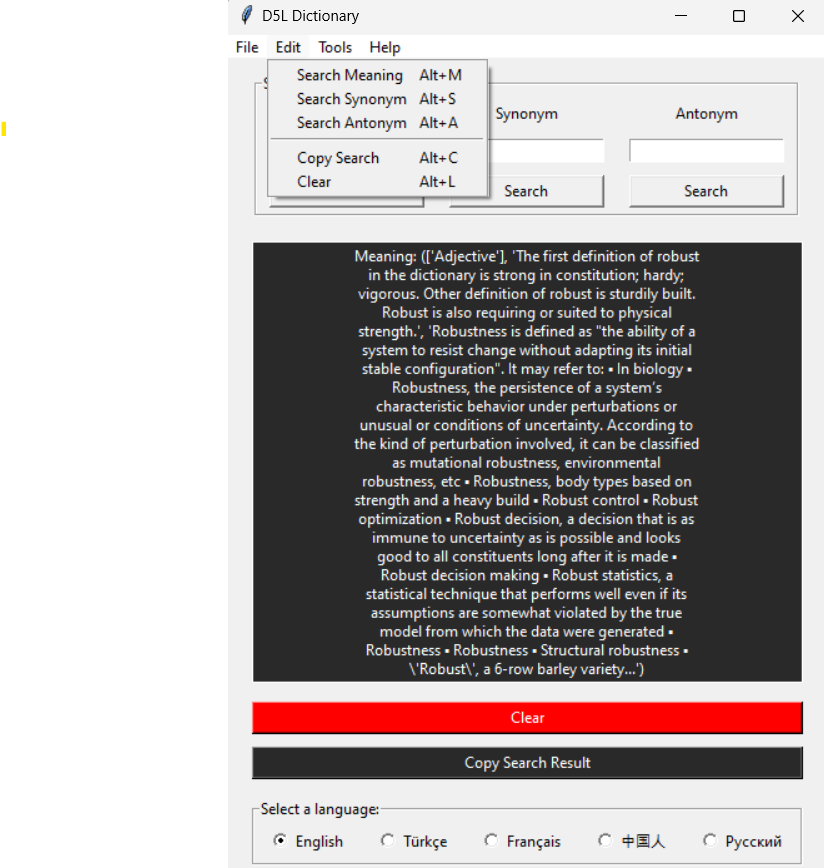 D5L Dictionary
File Edit Tools Help
Search Meaning Alt+M
Search Synonym Alt+S
Search Antonym Alt+A
Copy Search Alt+C
Clear Alt+L
Synonym Antonym
Search Search
Meaning: (['Adjective'], 'The first definition of robust
in the dictionary is strong in constitution; hardy;
vigorous. Other definition of robust is sturdily built.
Robust is also requiring or suited to physical
strength.', 'Robustness is defined as "the ability of a
system to resist change without adapting its initial
stable configuration". It may refer to: ▪ In biology ▪
Robustness, the persistence of a system’s
characteristic behavior under perturbations or
unusual or conditions of uncertainty. According to
the kind of perturbation involved, it can be classified
as mutational robustness, environmental
robustness, etc ▪ Robustness, body types based on
strength and a heavy build ▪ Robust control ▪ Robust
optimization ▪ Robust decision, a decision that is as
immune to uncertainty as is possible and looks
good to all constituents long after it is made ▪
Robust decision making ▪ Robust statistics, a
statistical technique that performs well even if its
assumptions are somewhat violated by the true
model from which the data were generated ▪
Robustness ▪ Robustness ▪ Structural robustness ▪
\'Robust\', a 6-row barley variety...')
Clear
Copy Search Result
Select a language:
English Türkçe Français 中国人 Русский